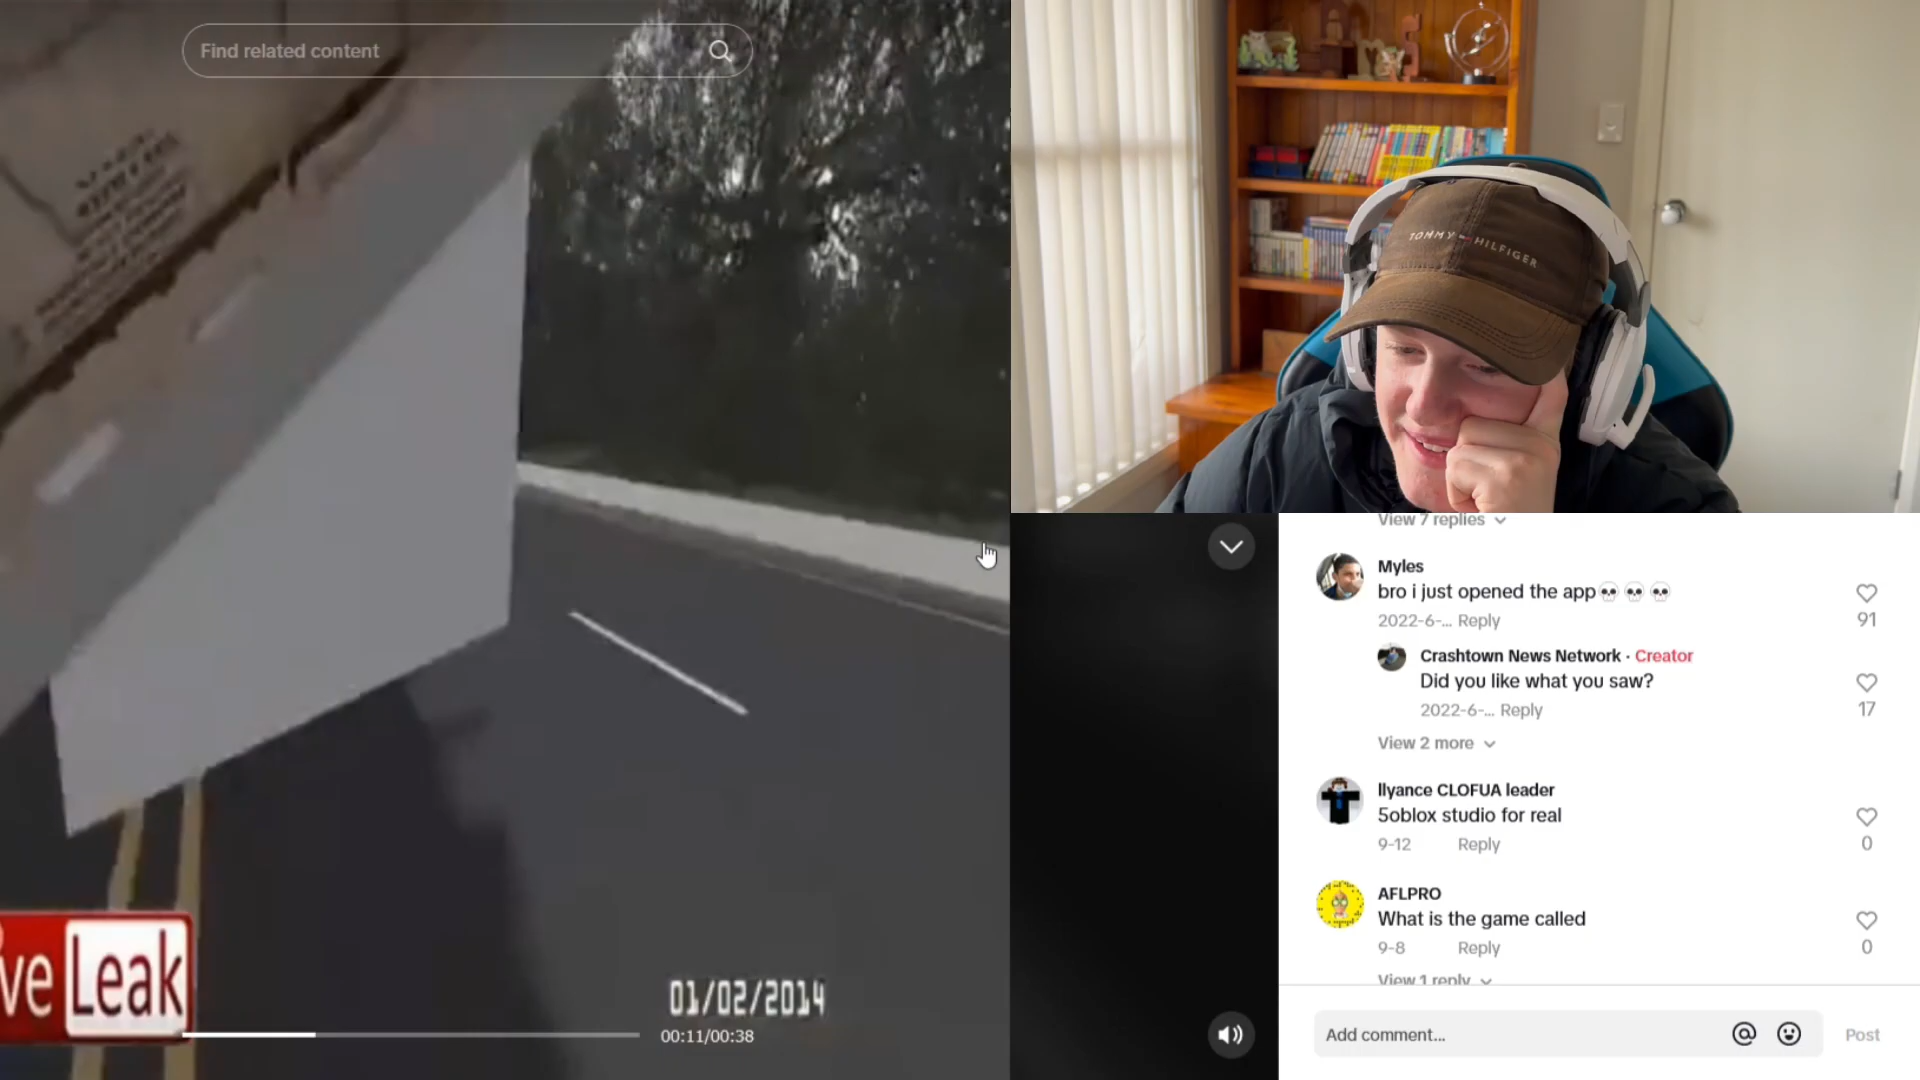 Find related content
TOMMY HILFIGER
View 7 replies
Myles
bro i just opened the app💀💀💀
91
2022-6-... Reply
Crashtown News Network · Creator
Did you like what you saw?
17
2022-6-... Reply
View 2 more
llyance CLOFUA leader
5oblox studio for real
0
9-12 Reply
AFLPRO
What is the game called
0
9-8 Reply
View 1 reply
ve Leak
01/02/2014
00:11/00:38
Add comment...
Post